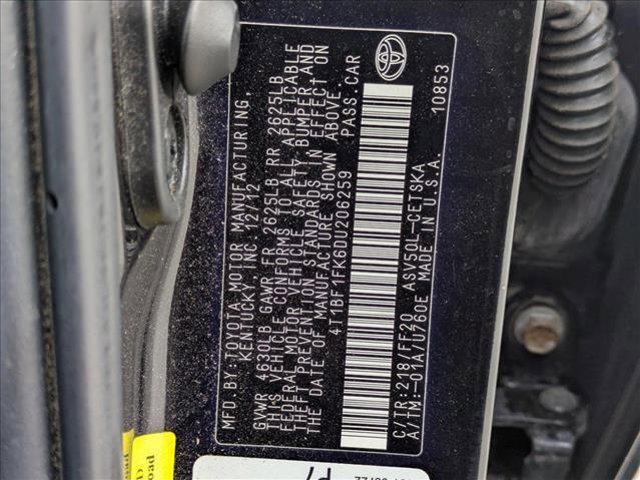 MFD. BY: TOYOTA MOTOR MANUFACTURING,
KENTUCKY, INC. 12/12
GVWR 4630LB GAWR FR 2625LB RR 2625LB
THIS VEHICLE CONFORMS TO ALL APPLICABLE
FEDERAL MOTOR VEHICLE SAFETY, BUMPER AND
THEFT PREVENTION STANDARDS IN EFFECT ON
THE DATE OF MANUFACTURE SHOWN ABOVE.
4T1BF1FK6DU206259 PASS. CAR
C/TR: 218/FF20 ASV50L-CETSKA
A/TM: -01A/U760E MADE IN U.S.A. 10853
oad